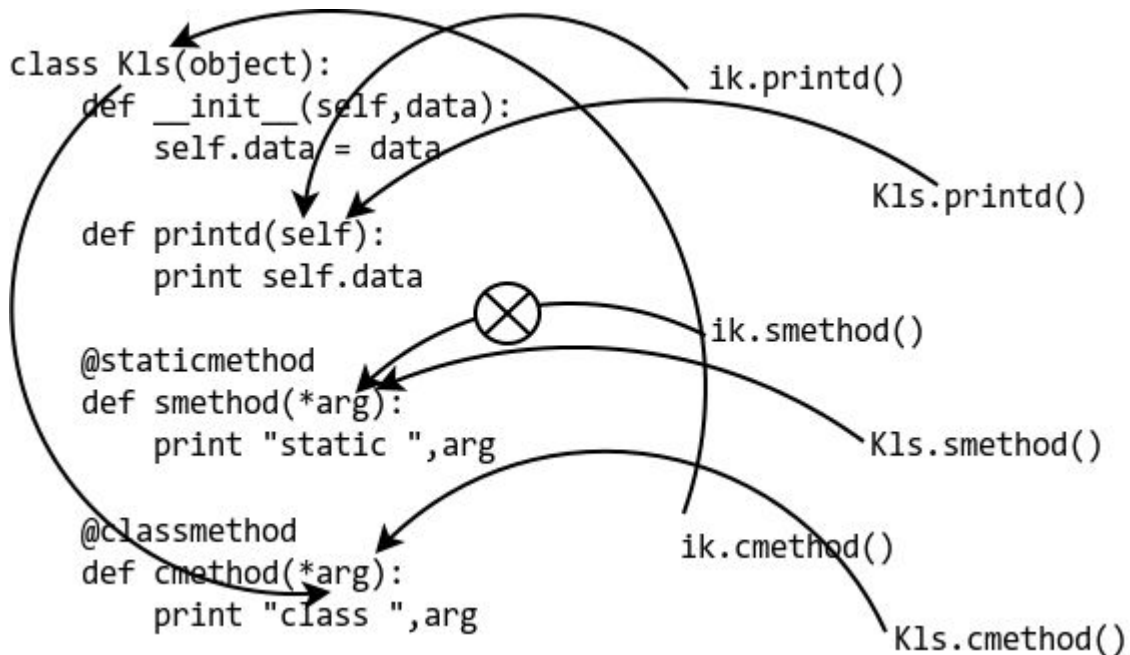 class Kls(object):
    def __init__(self,data):
        self.data = data
    def printd(self):
        print self.data
    @staticmethod
    def smethod(*arg):
        print "static ",arg
    @classmethod
    def cmethod(*arg):
        print "class ",arg
ik.printd()
Kls.printd()
ik.smethod()
Kls.smethod()
ik.cmethod()
Kls.cmethod()